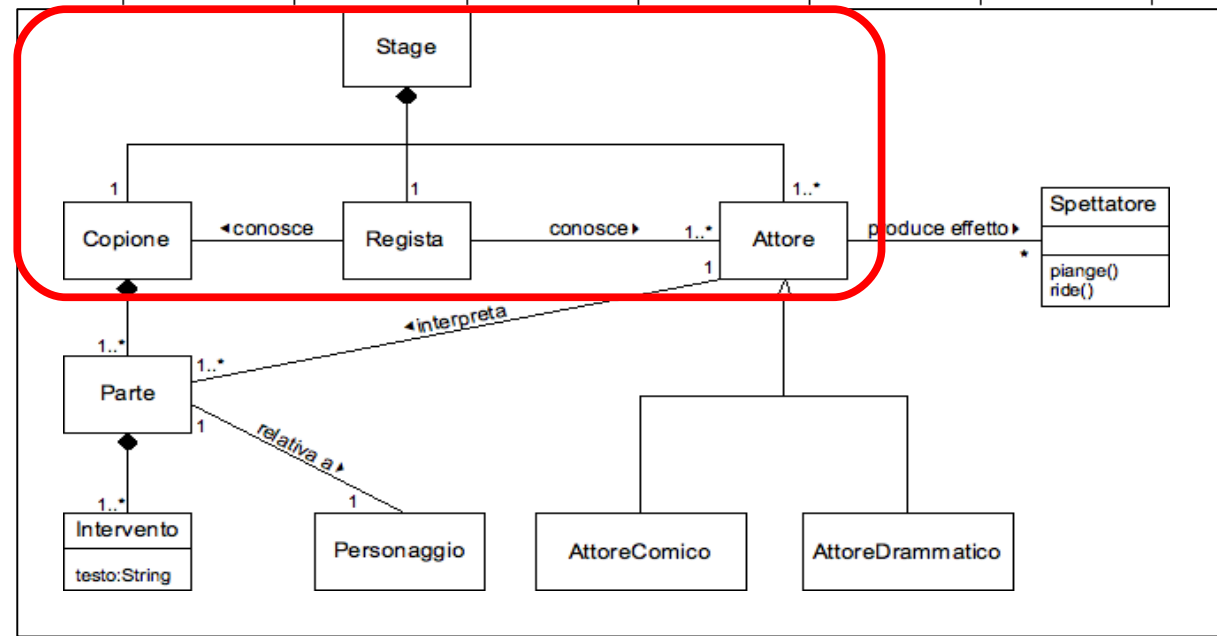 Stage
1
1
1..*
Copione
◂conosce
Regista
conosce▸
1..*
Attore
1
produce effetto▸
*
Spettatore
piange()
ride()
◂interpreta
1..*
1..*
Parte
1
relativa a▸
1
1..*
Intervento
testo:String
Personaggio
AttoreComico
AttoreDrammatico